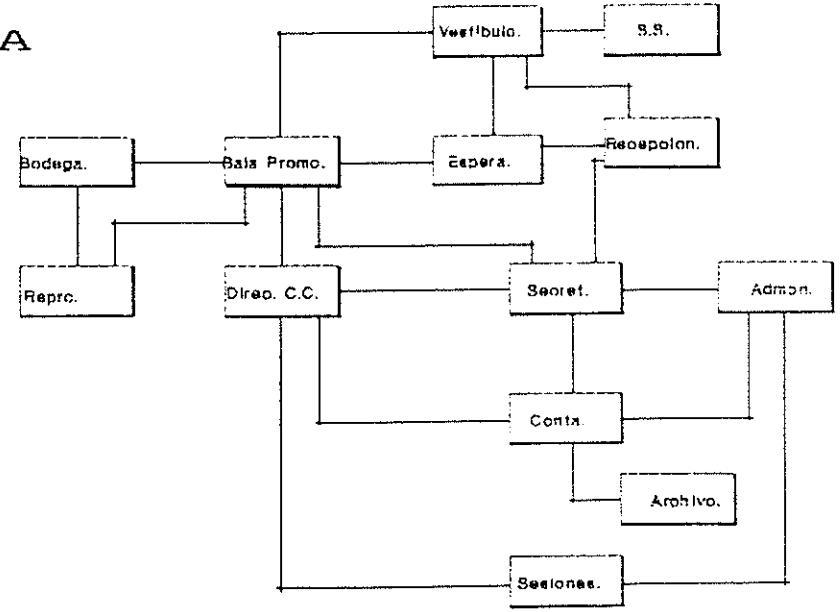 A
Vestíbulo.
S.S.
Bodega.
Sala Promo.
Espera.
Recepcion.
Reprc.
Direc. C.C.
Secret.
Admon.
Conta.
Archivo.
Sesiones.